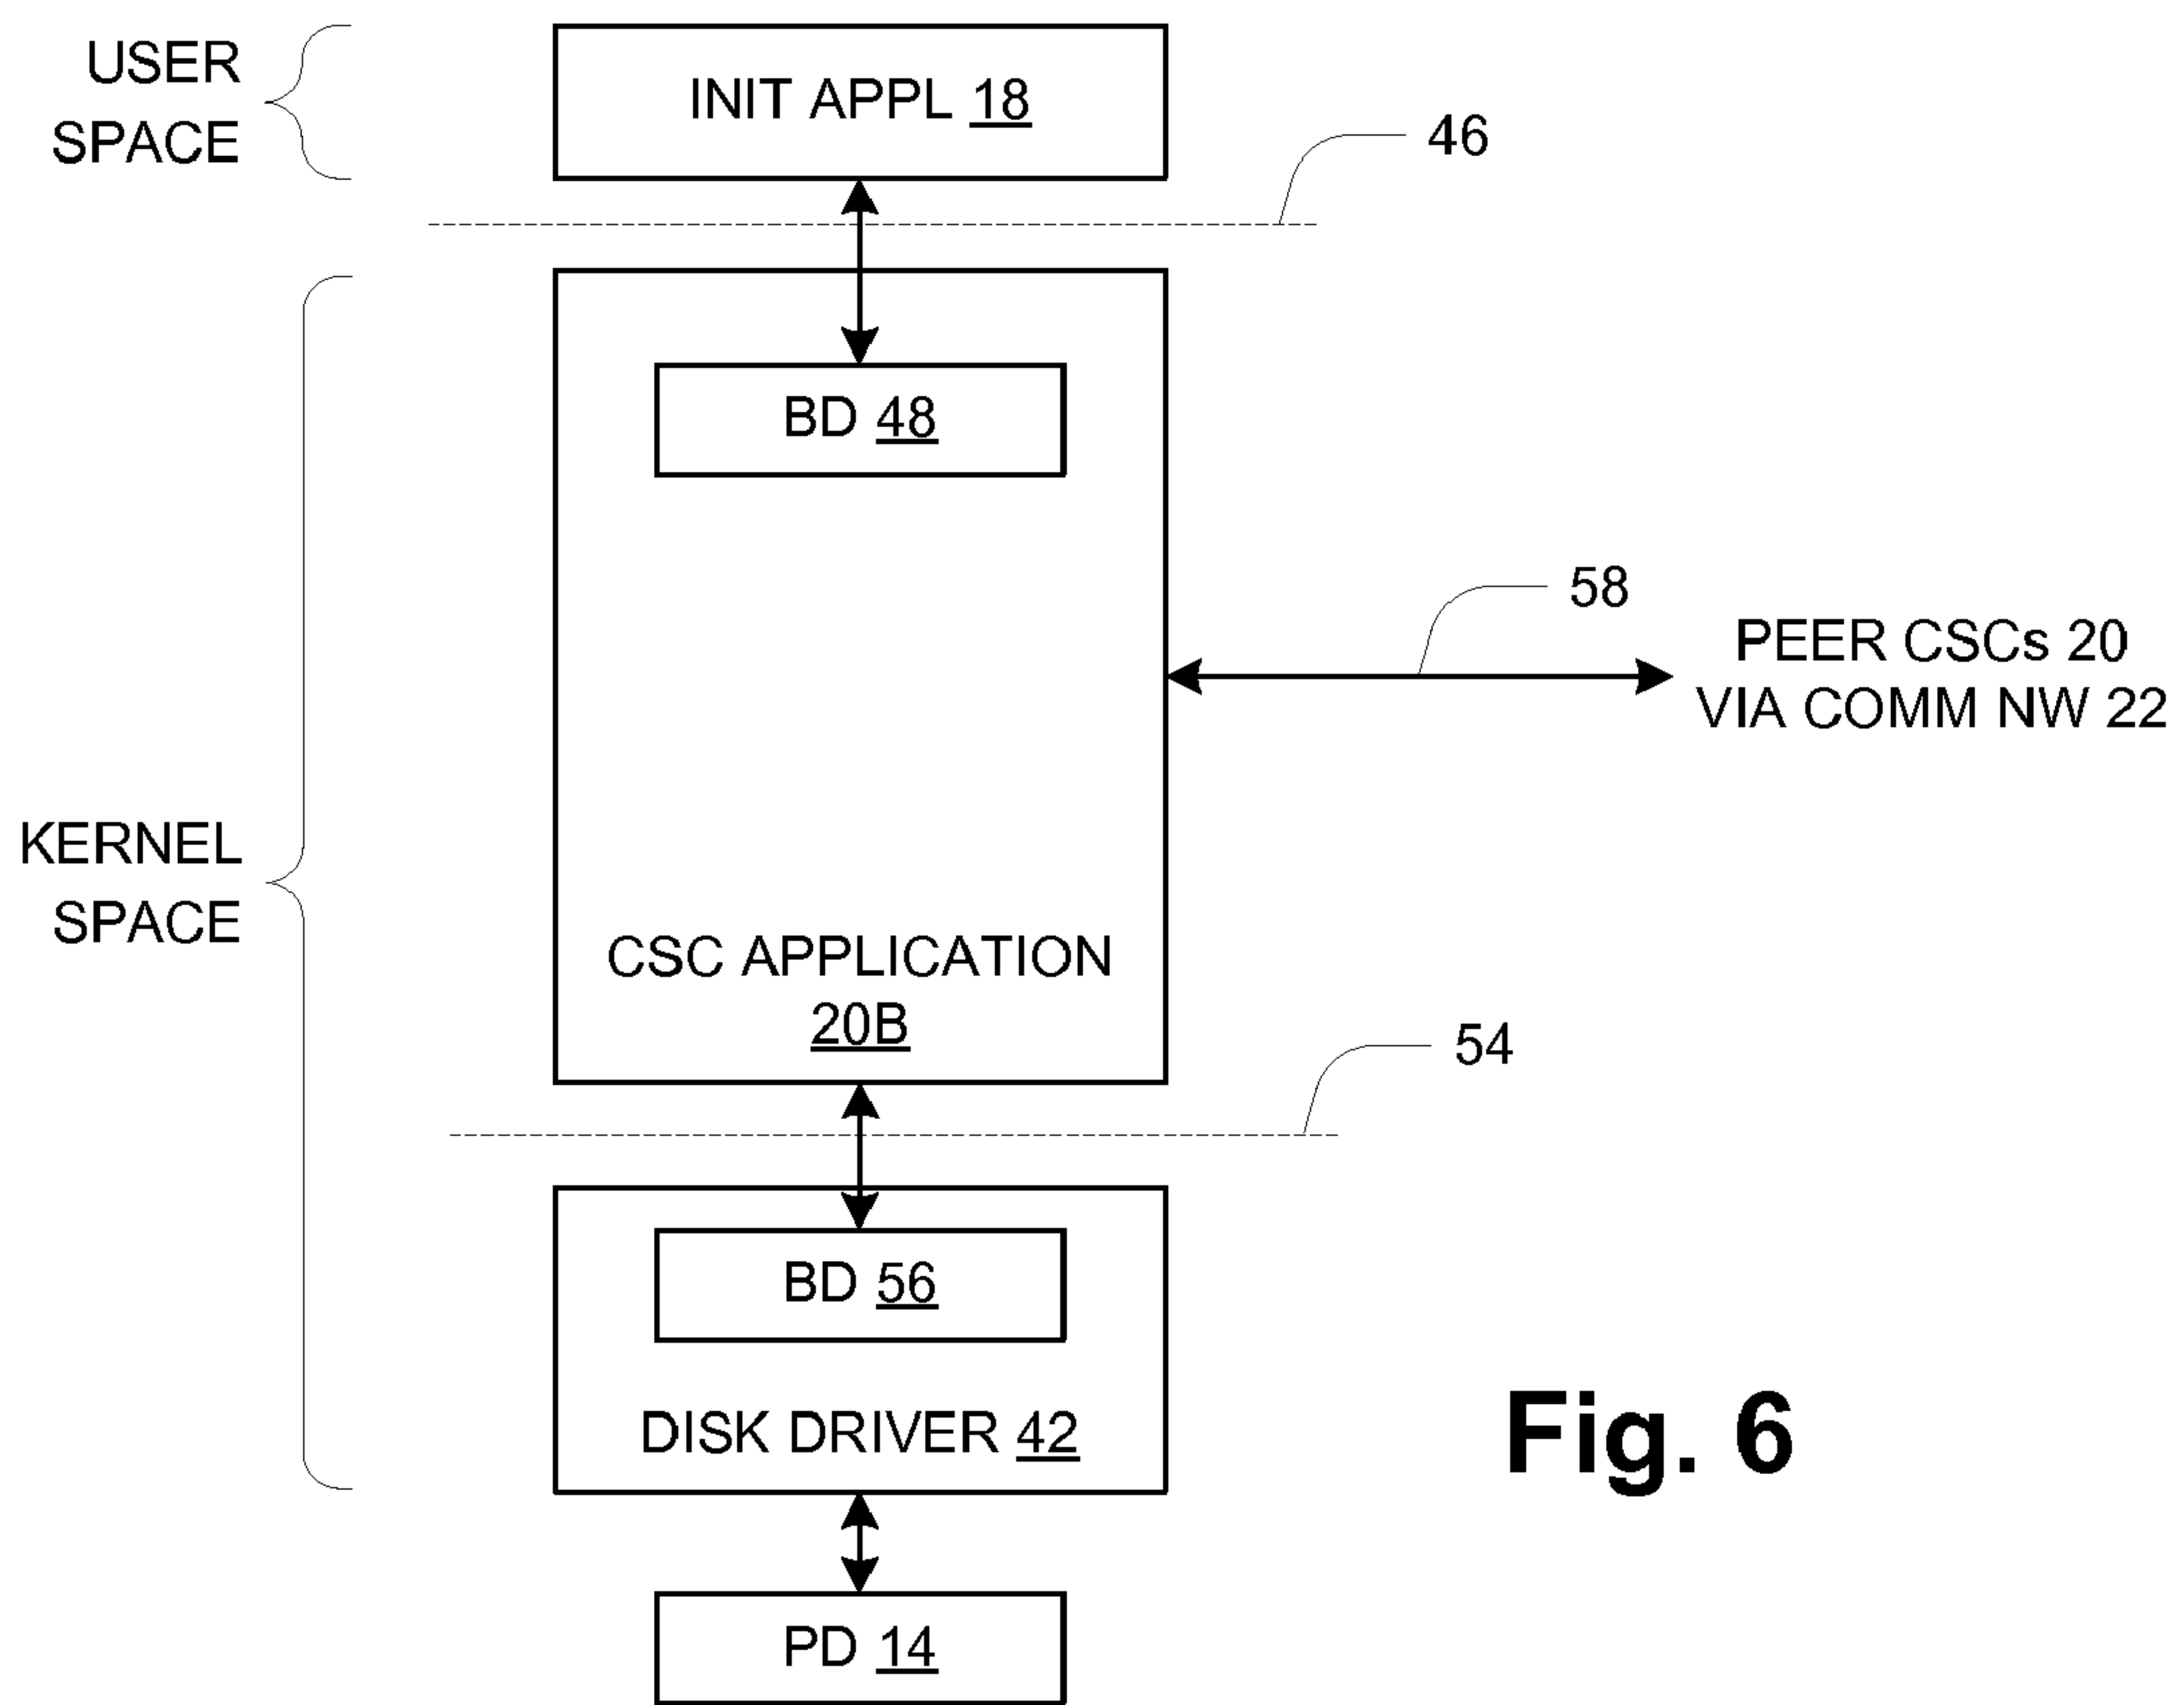 USER
SPACE
INIT APPL 18
46
BD 48
58
PEER CSCs 20
VIA COMM NW 22
KERNEL
SPACE
CSC APPLICATION
20B
54
BD 56
DISK DRIVER 42
Fig. 6
PD 14